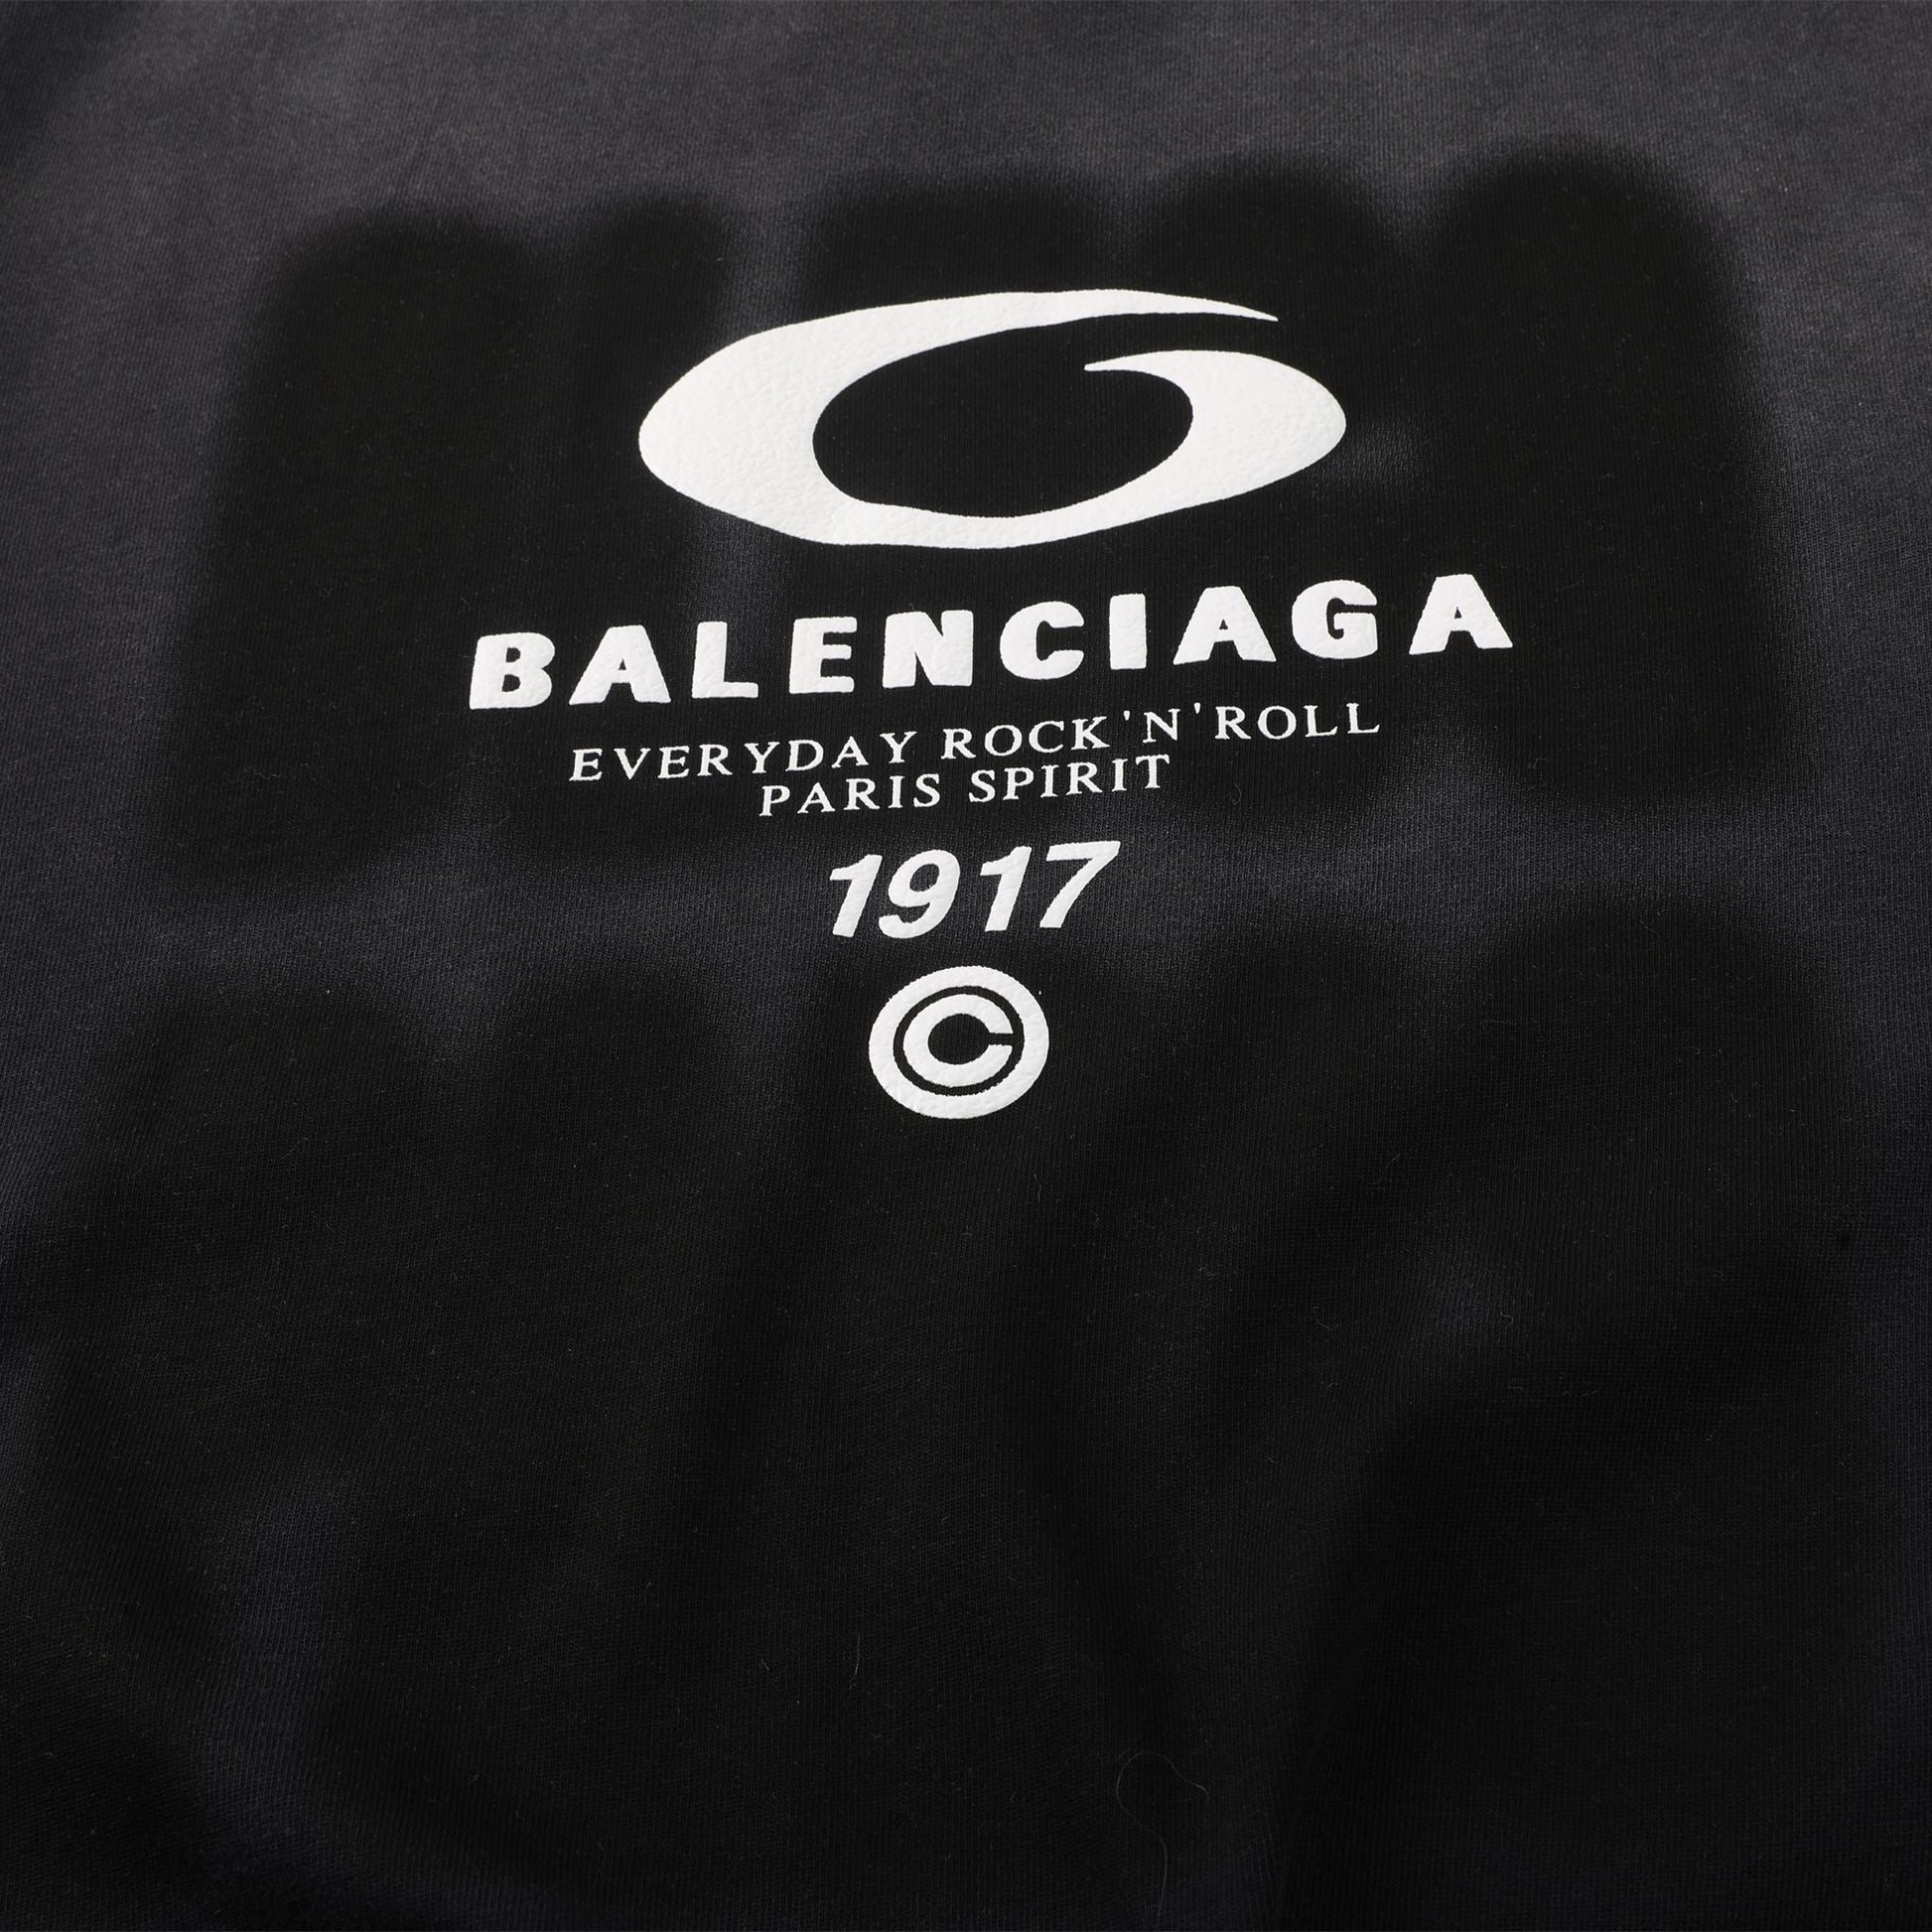 BALENCIAGA
EVERYDAY ROCK'N'ROLL
PARIS SPIRIT
1917
©